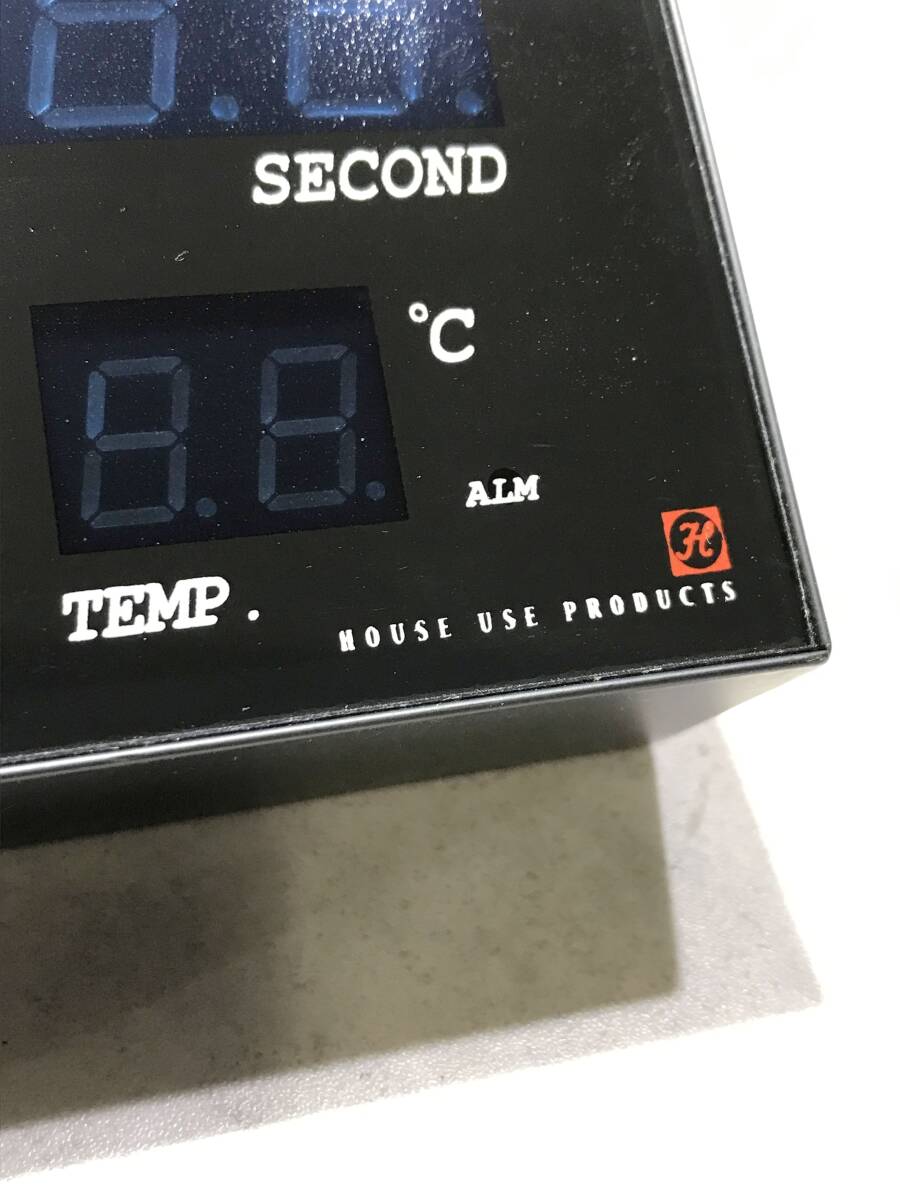 SECOND
°C
ALM
TEMP.
H
HOUSE USE PRODUCTS